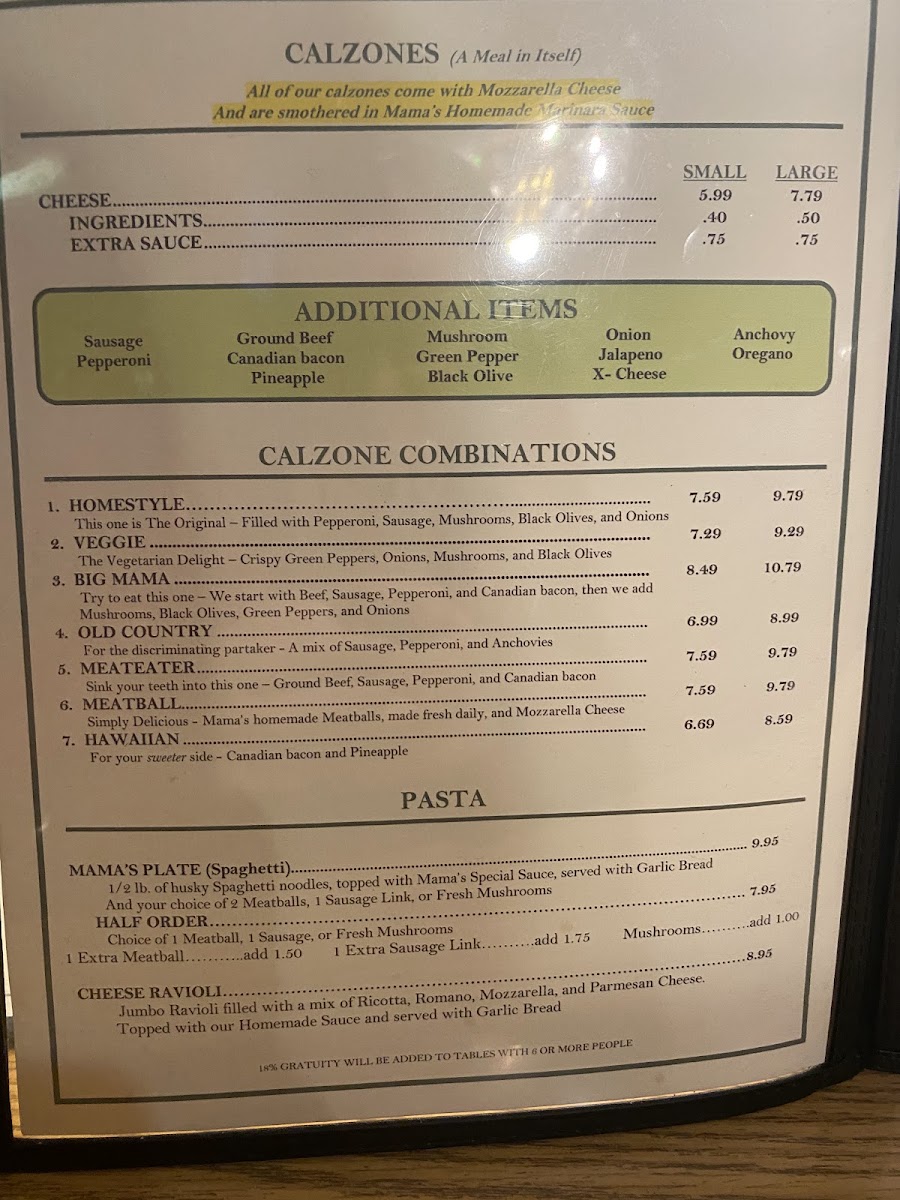 CALZONES (A Meal in Itself)
All of our calzones come with Mozzarella Cheese
And are smothered in Mama's Homemade Marinara Sauce
SMALL LARGE
CHEESE 5.99 7.79
INGREDIENTS .40 .50
EXTRA SAUCE .75 .75
ADDITIONAL ITEMS
Sausage Ground Beef Mushroom Onion Anchovy
Pepperoni Canadian bacon Green Pepper Jalapeno Oregano
Pineapple Black Olive X- Cheese
CALZONE COMBINATIONS
1. HOMESTYLE 7.59 9.79
This one is The Original – Filled with Pepperoni, Sausage, Mushrooms, Black Olives, and Onions
2. VEGGIE 7.29 9.29
The Vegetarian Delight – Crispy Green Peppers, Onions, Mushrooms, and Black Olives
3. BIG MAMA 8.49 10.79
Try to eat this one – We start with Beef, Sausage, Pepperoni, and Canadian bacon, then we add
Mushrooms, Black Olives, Green Peppers, and Onions
4. OLD COUNTRY 6.99 8.99
For the discriminating partaker - A mix of Sausage, Pepperoni, and Anchovies
5. MEATEATER 7.59 9.79
Sink your teeth into this one – Ground Beef, Sausage, Pepperoni, and Canadian bacon
6. MEATBALL 7.59 9.79
Simply Delicious - Mama's homemade Meatballs, made fresh daily, and Mozzarella Cheese
7. HAWAIIAN 6.69 8.59
For your sweeter side - Canadian bacon and Pineapple
PASTA
MAMA'S PLATE (Spaghetti) 9.95
1/2 lb. of husky Spaghetti noodles, topped with Mama's Special Sauce, served with Garlic Bread
And your choice of 2 Meatballs, 1 Sausage Link, or Fresh Mushrooms
HALF ORDER 7.95
Choice of 1 Meatball, 1 Sausage, or Fresh Mushrooms
1 Extra Meatball...........add 1.50 1 Extra Sausage Link..........add 1.75 Mushrooms.........add 1.00
CHEESE RAVIOLI 8.95
Jumbo Ravioli filled with a mix of Ricotta, Romano, Mozzarella, and Parmesan Cheese.
Topped with our Homemade Sauce and served with Garlic Bread
18% GRATUITY WILL BE ADDED TO TABLES WITH 6 OR MORE PEOPLE